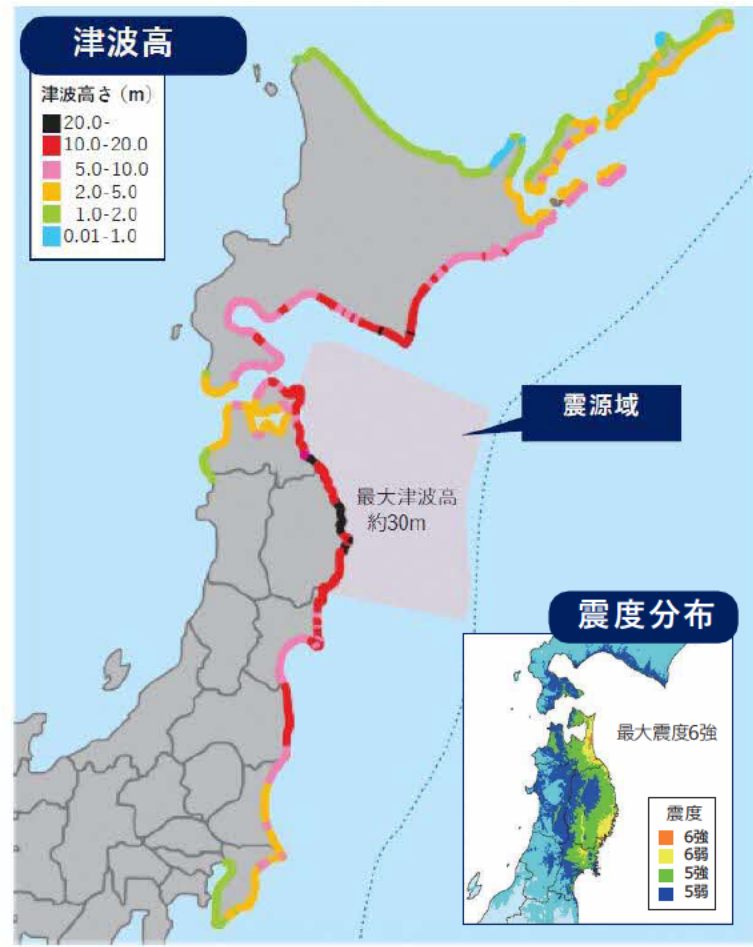 津波高
津波高さ（m）
20.0-
10.0-20.0
5.0-10.0
2.0-5.0
1.0-2.0
0.01-1.0
震源域
最大津波高
約30m
震度分布
最大震度6強
震度
6強
6弱
5強
5弱